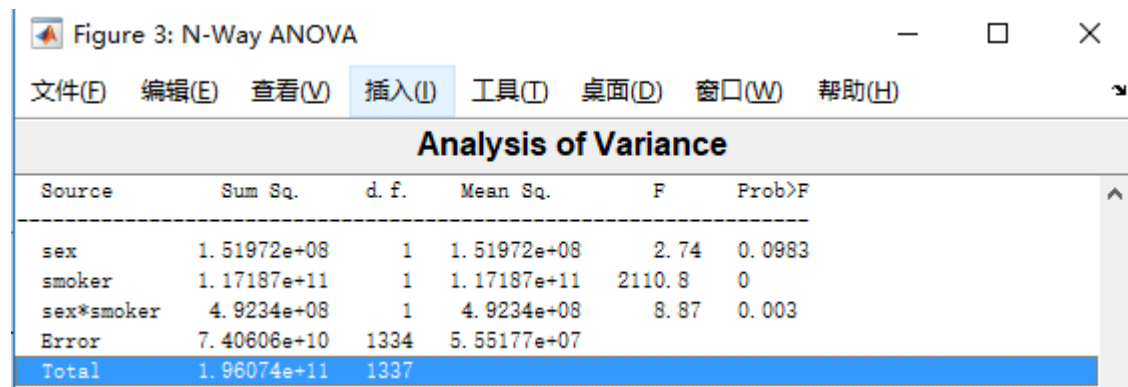 Figure 3: N-Way ANOVA
文件(F) 编辑(E) 查看(V) 插入(I) 工具(T) 桌面(D) 窗口(W) 帮助(H)
Analysis of Variance
Source Sum Sq. d.f. Mean Sq. F Prob>F
sex 1.51972e+08 1 1.51972e+08 2.74 0.0983
smoker 1.17187e+11 1 1.17187e+11 2110.8 0
sex*smoker 4.9234e+08 1 4.9234e+08 8.87 0.003
Error 7.40606e+10 1334 5.55177e+07
Total 1.96074e+11 1337